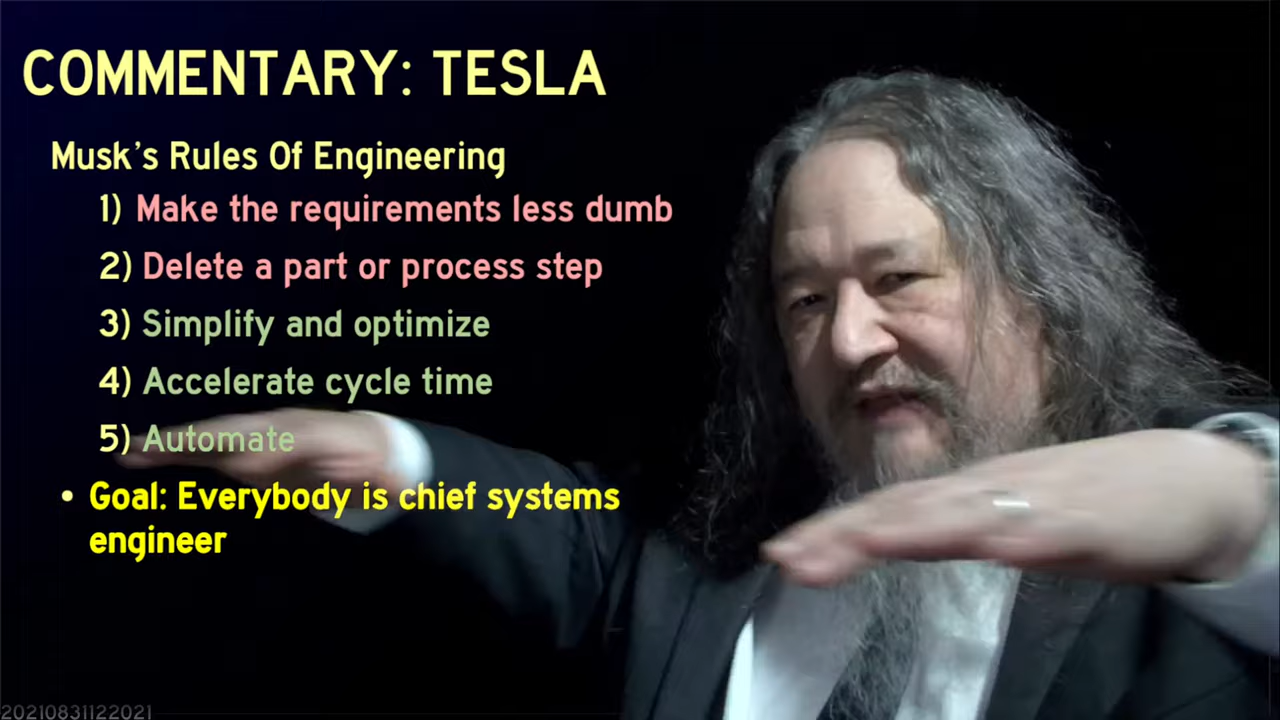 COMMENTARY: TESLA
Musk's Rules Of Engineering
1) Make the requirements less dumb
2) Delete a part or process step
3) Simplify and optimize
4) Accelerate cycle time
5) Automate
• Goal: Everybody is chief systems
engineer
20210831122021